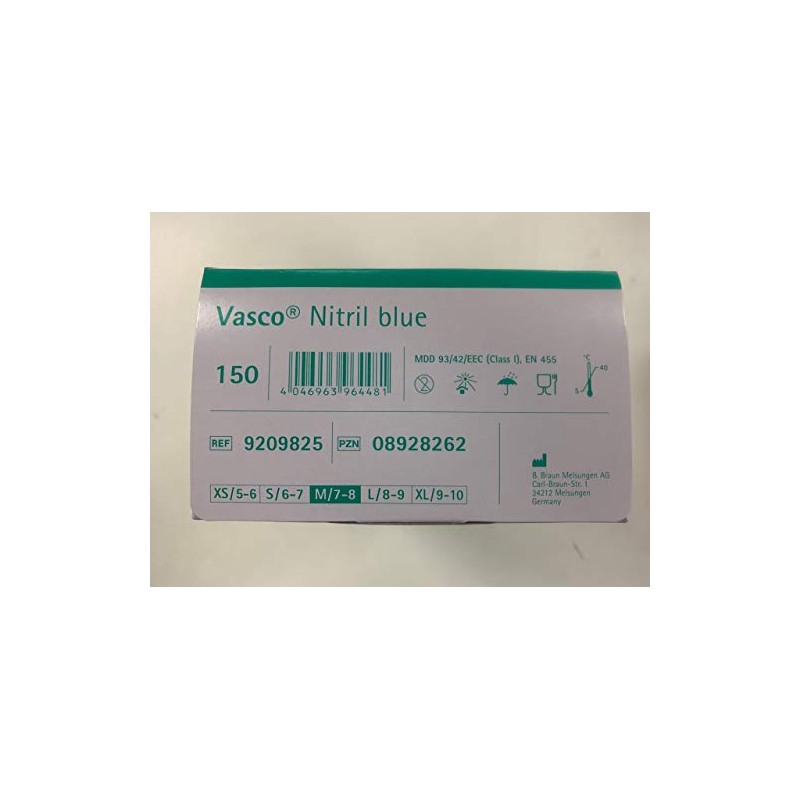 Vasco® Nitril blue
150
4 046963 964481
MDD 93/42/EEC (Class I), EN 455
2
°C
40
5
REF 9209825
PZN 08928262
XS/5-6 S/6-7 M/7-8 L/8-9 XL/9-10
B. Braun Melsungen AG
Carl-Braun-Str. 1
34212 Melsungen
Germany